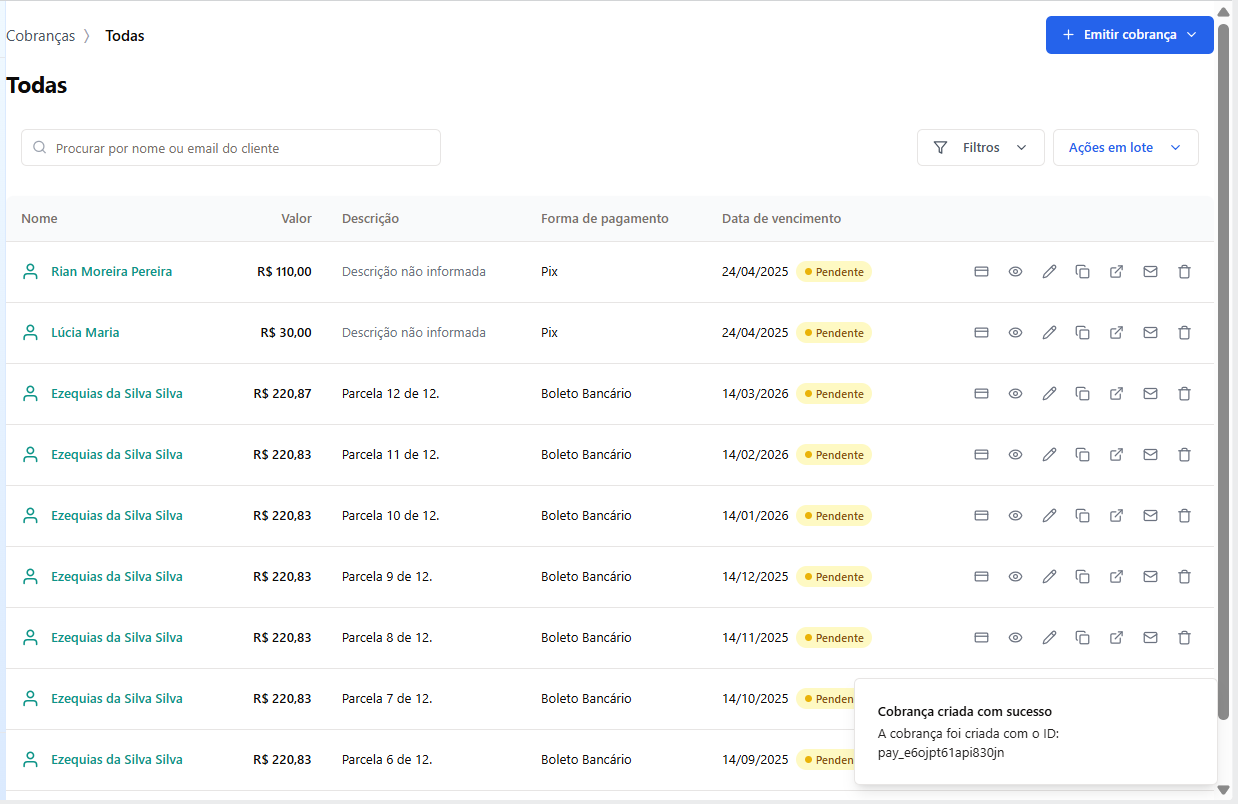 Cobranças 〉 Todas
+ Emitir cobrança
Todas
Procurar por nome ou email do cliente
Filtros
Ações em lote
Nome Valor Descrição Forma de pagamento Data de vencimento
Rian Moreira Pereira R$ 110,00 Descrição não informada Pix 24/04/2025 Pendente
Lúcia Maria R$ 30,00 Descrição não informada Pix 24/04/2025 Pendente
Ezequias da Silva Silva R$ 220,87 Parcela 12 de 12. Boleto Bancário 14/03/2026 Pendente
Ezequias da Silva Silva R$ 220,83 Parcela 11 de 12. Boleto Bancário 14/02/2026 Pendente
Ezequias da Silva Silva R$ 220,83 Parcela 10 de 12. Boleto Bancário 14/01/2026 Pendente
Ezequias da Silva Silva R$ 220,83 Parcela 9 de 12. Boleto Bancário 14/12/2025 Pendente
Ezequias da Silva Silva R$ 220,83 Parcela 8 de 12. Boleto Bancário 14/11/2025 Pendente
Ezequias da Silva Silva R$ 220,83 Parcela 7 de 12. Boleto Bancário 14/10/2025 Penden
Ezequias da Silva Silva R$ 220,83 Parcela 6 de 12. Boleto Bancário 14/09/2025 Penden
Cobrança criada com sucesso
A cobrança foi criada com o ID:
pay_e6ojpt61api830jn